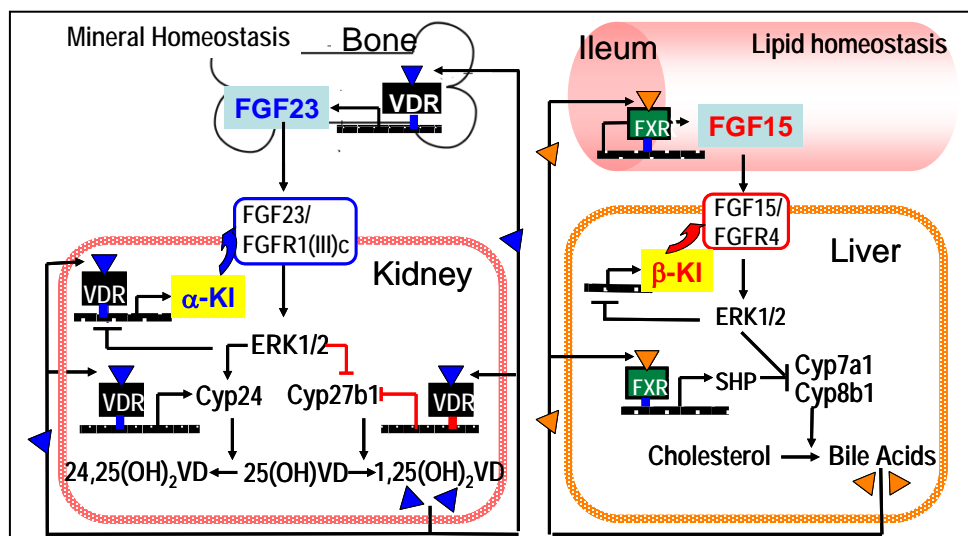 Mineral Homeostasis
Bone
VDR
FGF23
FGF23/
FGFR1(III)c
Kidney
VDR
α-Kl
ERK1/2
VDR
Cyp24
Cyp27b1
VDR
24,25(OH)₂VD
25(OH)VD
1,25(OH)₂VD
Ileum
Lipid homeostasis
FXR
FGF15
FGF15/
FGFR4
Liver
β-Kl
ERK1/2
FXR
SHP
Cyp7a1
Cyp8b1
Cholesterol
Bile Acids